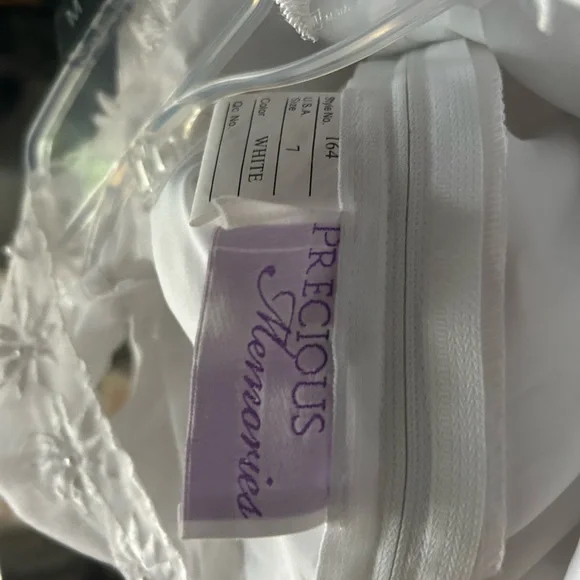 Style No. 164
U.S.A
Size 7
Color WHITE
Qc No.
PRECIOUS
Memories
M